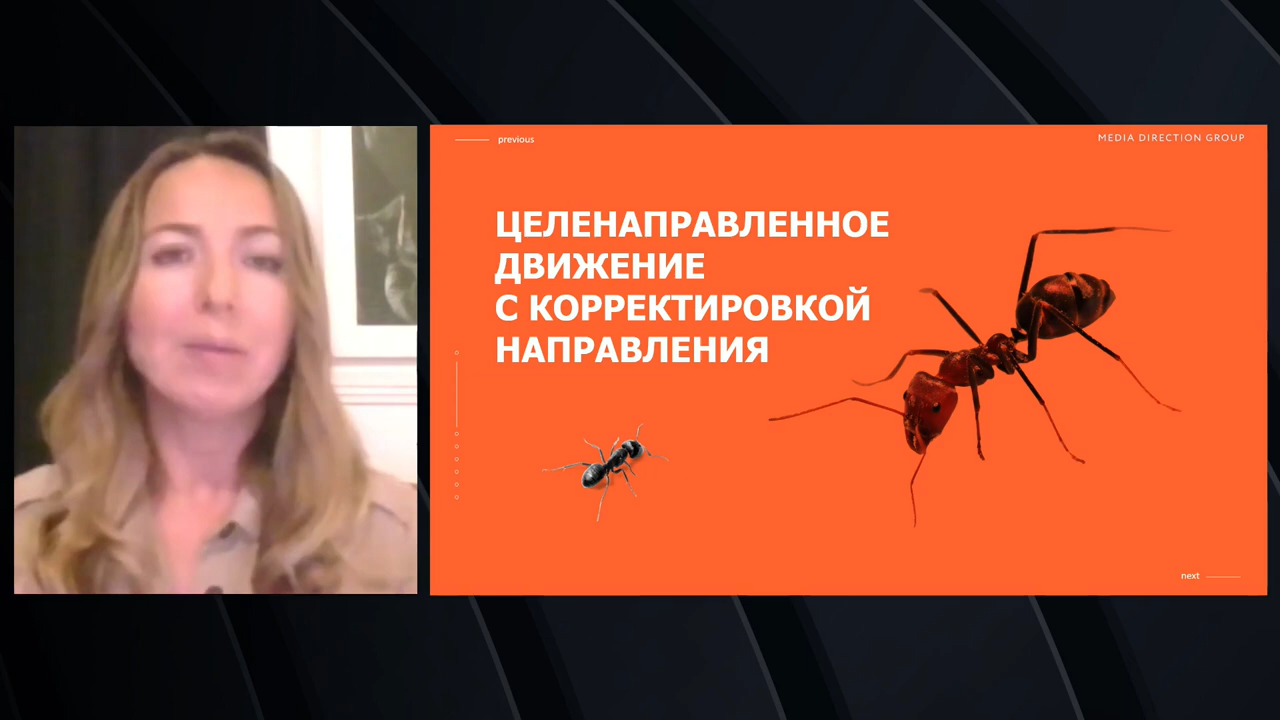 previous
MEDIA DIRECTION GROUP
ЦЕЛЕНАПРАВЛЕННОЕ
ДВИЖЕНИЕ
С КОРРЕКТИРОВКОЙ
НАПРАВЛЕНИЯ
next